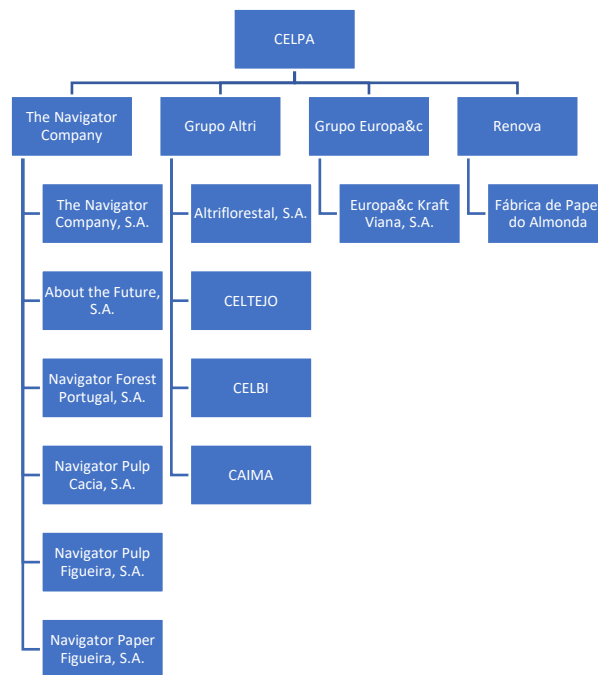 CELPA
The Navigator
Company
Grupo Altri
Grupo Europa&c
Renova
The Navigator
Company, S.A.
About the Future,
S.A.
Navigator Forest
Portugal, S.A.
Navigator Pulp
Cacia, S.A.
Navigator Pulp
Figueira, S.A.
Navigator Paper
Figueira, S.A.
Altriflorestal, S.A.
CELTEJO
CELBI
CAIMA
Europa&c Kraft
Viana, S.A.
Fábrica de Pape
do Almonda